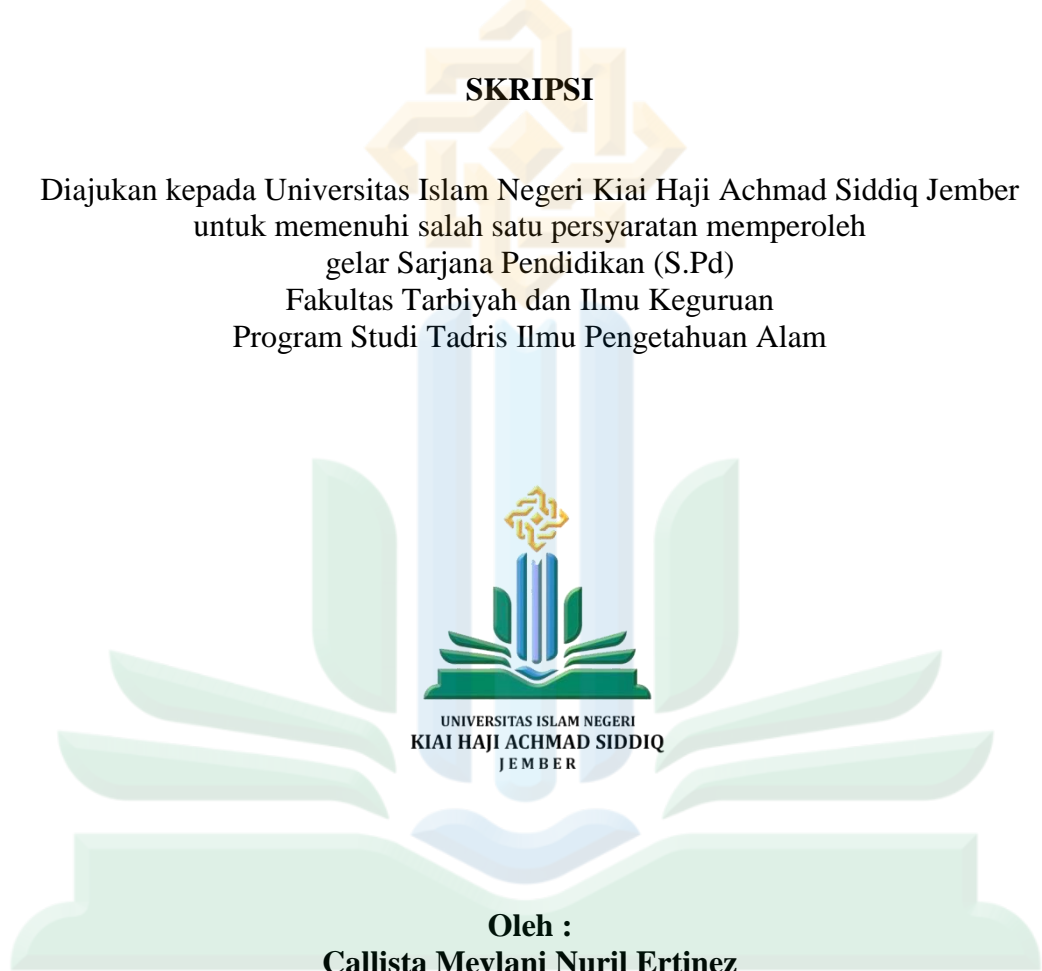 SKRIPSI
Diajukan kepada Universitas Islam Negeri Kiai Haji Achmad Siddiq Jember
untuk memenuhi salah satu persyaratan memperoleh
gelar Sarjana Pendidikan (S.Pd)
Fakultas Tarbiyah dan Ilmu Keguruan
Program Studi Tadris Ilmu Pengetahuan Alam
UNIVERSITAS ISLAM NEGERI
KIAI HAJI ACHMAD SIDDIQ
JEMBER
Oleh :
Callista Meylani Nuril Ertinez